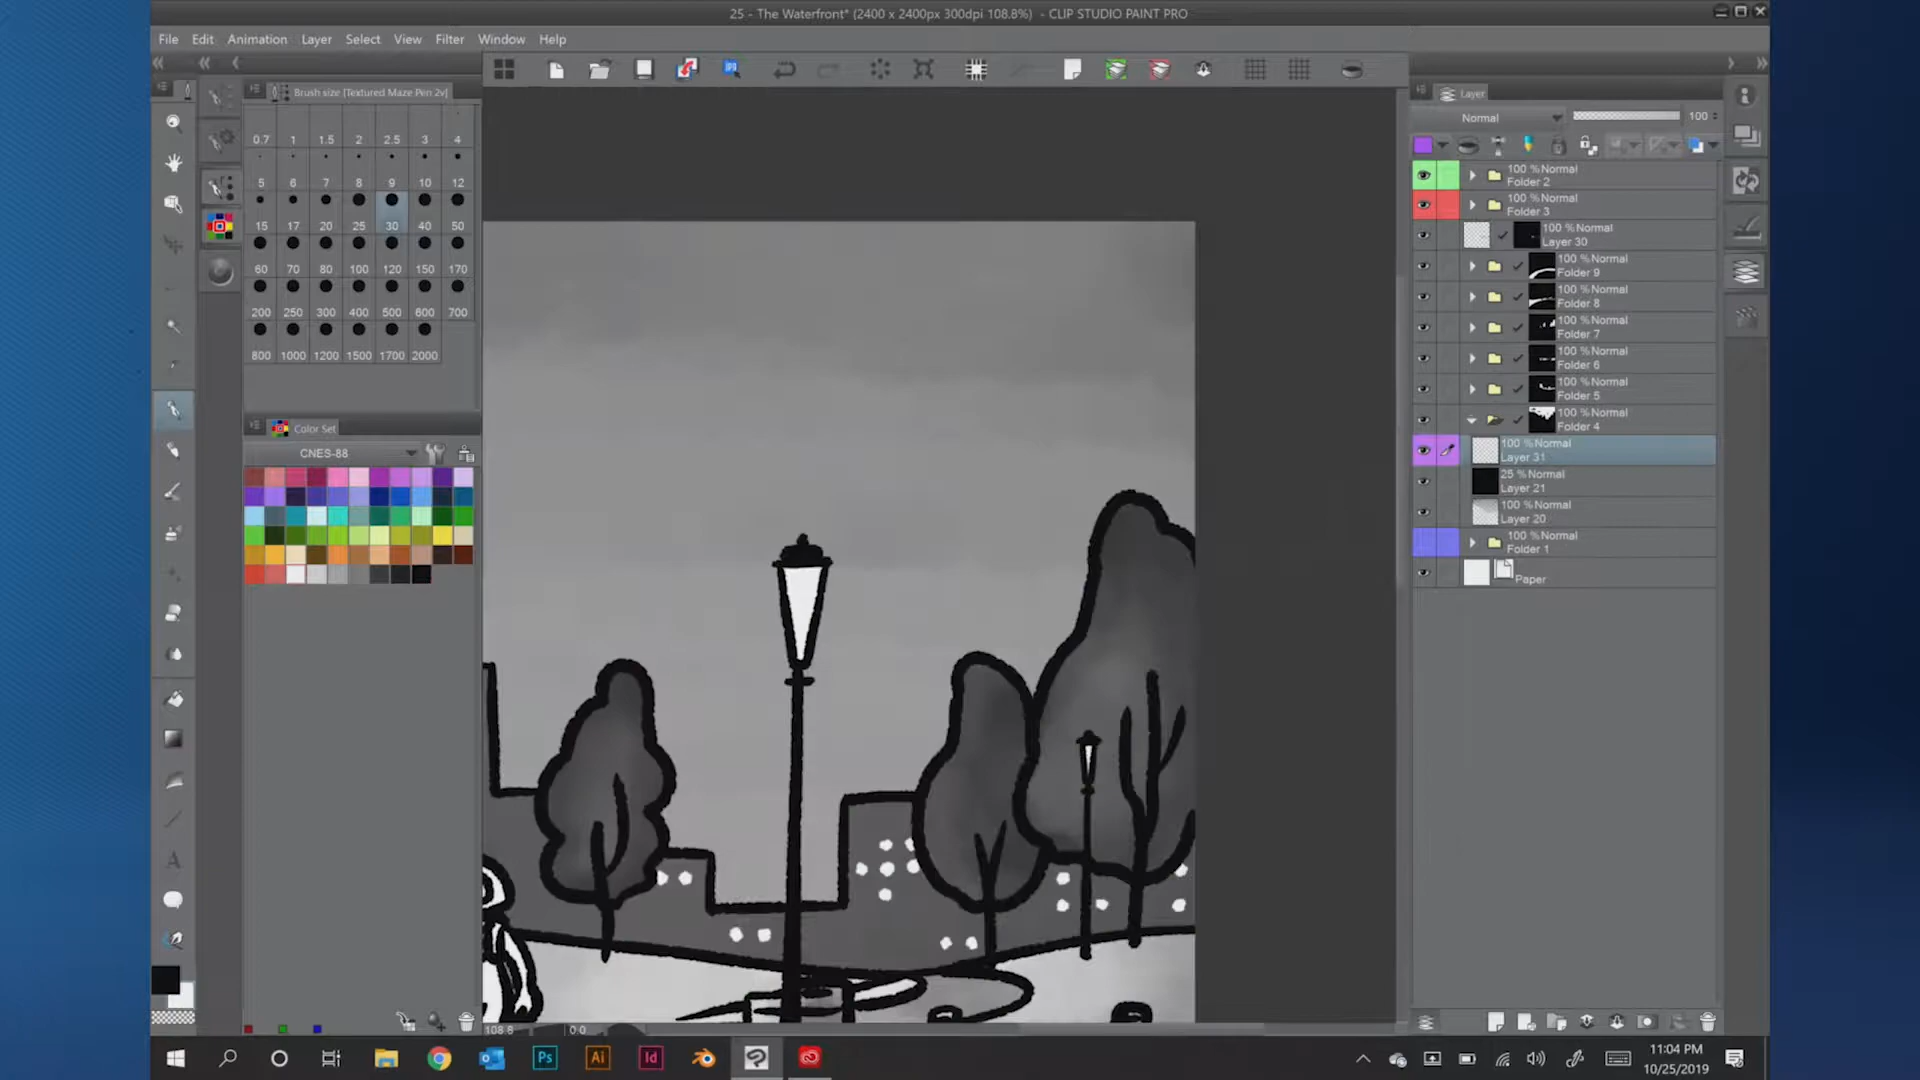 25 - The Waterfront* (2400 x 2400px 300dpi 108.8%)  - CLIP STUDIO PAINT PRO
File Edit Animation Layer Select View Filter Window Help
Brush size [Textured Maze Pen 2v]
0.7 1 1.5 2 2.5 3 4
5 6 7 8 9 10 12
15 17 20 25 30 40 50
60 70 80 100 120 150 170
200 250 300 400 500 600 700
800 1000 1200 1500 1700 2000
Color Set
CNES-88
108.8
0.0
Layer
Normal
100
100 %Normal
Folder 2
100 %Normal
Folder 3
100 %Normal
Layer 30
100 %Normal
Folder 9
100 %Normal
Folder 8
100 %Normal
Folder 7
100 %Normal
Folder 6
100 %Normal
Folder 5
100 %Normal
Folder 4
100 %Normal
Layer 31
25 %Normal
Layer 21
100 %Normal
Layer 20
100 %Normal
Folder 1
Paper
Ps
Ai
Id
11:04 PM
10/25/2019